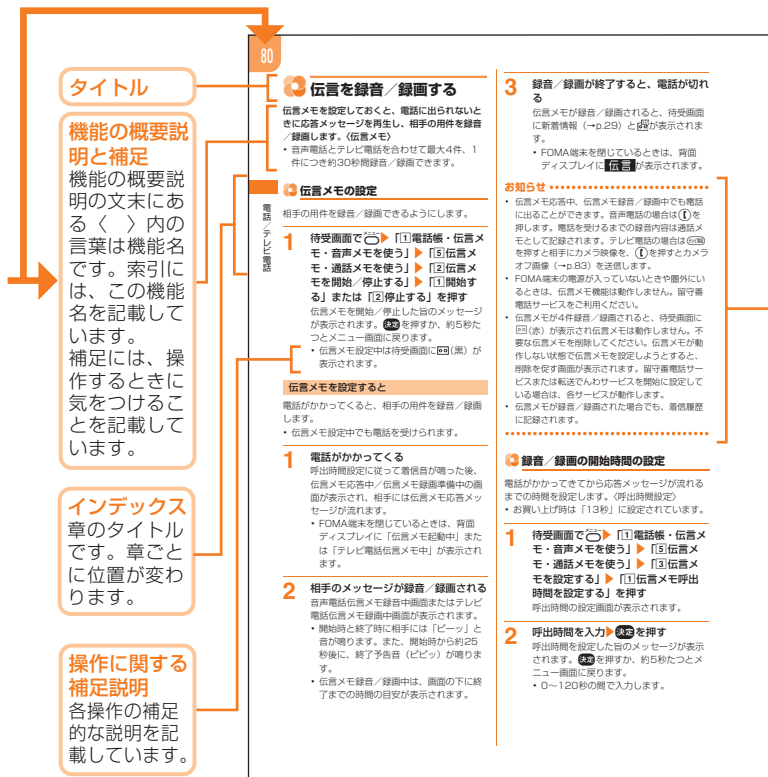 タイトル
機能の概要説
明と補足
機能の概要説
明の文末にあ
る〈　〉内の
言葉は機能名
です。索引に
は、この機能
名を記載して
います。
補足には、操
作するときに
気をつけるこ
とを記載して
います。
インデックス
章のタイトル
です。章ごと
に位置が変わ
ります。
操作に関する
補足説明
各操作の補足
的な説明を記
載しています。
80
電話／テレビ電話
伝言を録音／録画する
伝言メモを設定しておくと、電話に出られないと
きに応答メッセージを再生し、相手の用件を録音
／録画します。〈伝言メモ〉
• 音声電話とテレビ電話を合わせて最大4件、1
件につき約30秒間録音／録画できます。
伝言メモの設定
相手の用件を録音／録画できるようにします。
1 待受画面で メニュー ▶「1電話帳・伝言メ
モ・音声メモを使う」▶「5伝言メ
モ・通話メモを使う」▶「2伝言メ
モを開始／停止する」▶「1開始す
る」または「2停止する」を押す
伝言メモを開始／停止した旨のメッセージ
が表示されます。決定を押すか、約5秒た
つとメニュー画面に戻ります。
• 伝言メモ設定中は待受画面に（黒）が
表示されます。
伝言メモを設定すると
電話がかかってくると、相手の用件を録音／録画
します。
• 伝言メモ設定中でも電話を受けられます。
1 電話がかかってくる
呼出時間設定に従って着信音が鳴った後、
伝言メモ応答中／伝言メモ録画準備中の画
面が表示され、相手には伝言メモ応答メッ
セージが流れます。
• FOMA端末を閉じているときは、背面
ディスプレイに「伝言メモ起動中」また
は「テレビ電話伝言メモ中」が表示され
ます。
2 相手のメッセージが録音／録画される
音声電話伝言メモ録音中画面またはテレビ
電話伝言メモ録画中画面が表示されます。
• 開始時と終了時に相手には「ピーッ」と
音が鳴ります。また、開始時から約25
秒後に、終了予告音（ピピッ）が鳴りま
す。
• 伝言メモ録音／録画中は、画面の下に終
了までの時間の目安が表示されます。
3 録音／録画が終了すると、電話が切れ
る
伝言メモが録音／録画されると、待受画面
に新着情報（→p.29）と が表示されま
す。
• FOMA端末を閉じているときは、背面
ディスプレイに 伝言 が表示されます。
お知らせ
• 伝言メモ応答中、伝言メモ録音／録画中でも電話
に出ることができます。音声電話の場合は を
押します。電話を受けるまでの録音内容は通話メ
モとして記録されます。テレビ電話の場合は
を押すと相手にカメラ映像を、 を押すとカメラ
オフ画像（→p.83）を送信します。
• FOMA端末の電源が入っていないときや圏外にい
るときは、伝言メモ機能は動作しません。留守番
電話サービスをご利用ください。
• 伝言メモが4件録音／録画されると、待受画面に
（赤）が表示され伝言メモは動作しません。不
要な伝言メモを削除してください。伝言メモが動
作しない状態で伝言メモを設定しようとすると、
削除を促す画面が表示されます。留守番電話サー
ビスまたは転送でんわサービスを開始に設定して
いる場合は、各サービスが動作します。
• 伝言メモが録音／録画された場合でも、着信履歴
に記録されます。
録音／録画の開始時間の設定
電話がかかってきてから応答メッセージが流れる
までの時間を設定します。〈呼出時間設定〉
• お買い上げ時は「13秒」に設定されています。
1 待受画面で メニュー ▶「1電話帳・伝言メ
モ・音声メモを使う」▶「5伝言メ
モ・通話メモを使う」▶「3伝言メ
モを設定する」▶「1伝言メモ呼出
時間を設定する」を押す
呼出時間の設定画面が表示されます。
2 呼出時間を入力▶決定を押す
呼出時間を設定した旨のメッセージが表示
されます。決定を押すか、約5秒たつとメ
ニュー画面に戻ります。
• 0～120秒の間で入力します。